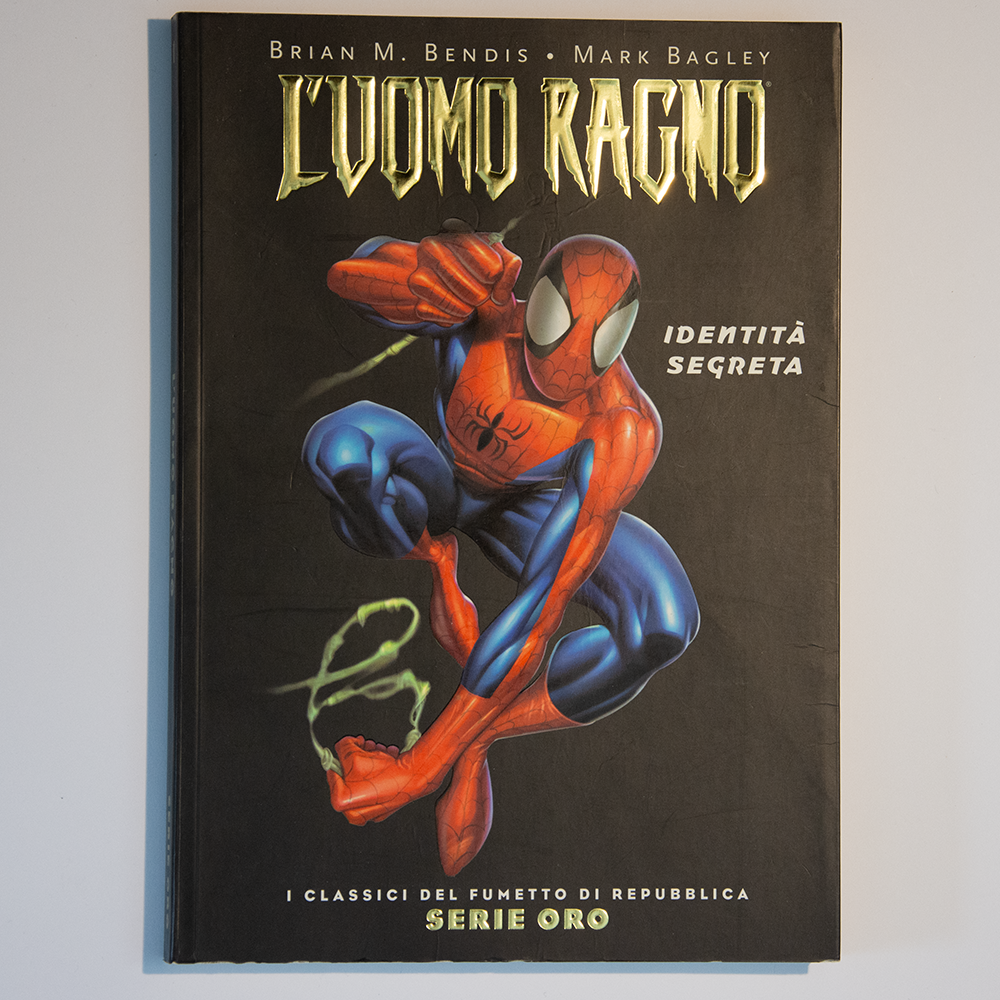 BRIAN M. BENDIS • MARK BAGLEY
L'UOMO RAGNO®
IDENTITÀ
SEGRETA
I CLASSICI DEL FUMETTO DI REPUBBLICA
SERIE ORO